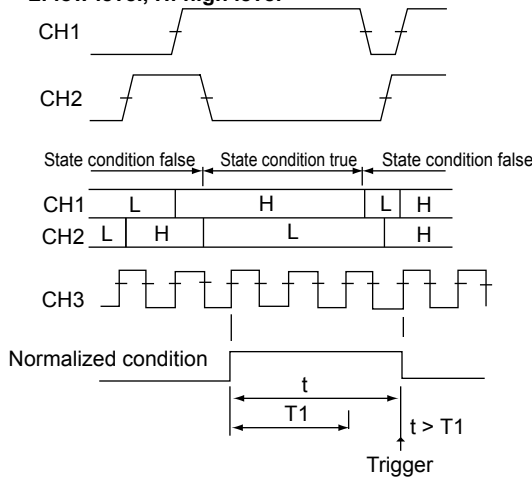 L: low level, H: high level
CH1
CH2
State condition false State condition true State condition false
CH1 L H L H
CH2 L H L H
CH3
Normalized condition
t
T1
t > T1
Trigger